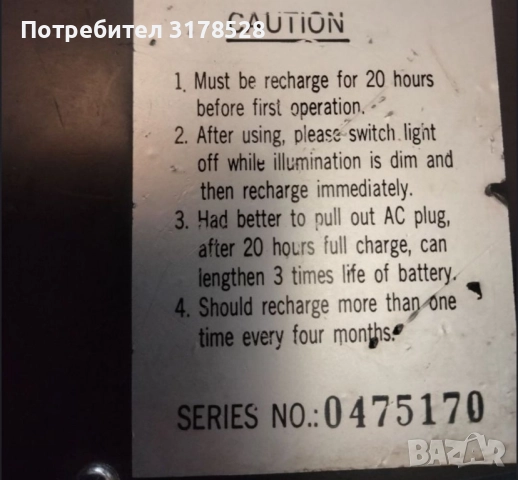 Потребител 3178528
CAUTION
1. Must be recharge for 20 hours
before first operation.
2. After using, please switch light
off while illumination is dim and
then recharge immediately.
3. Had better to pull out AC plug,
after 20 hours full charge, can
lengthen 3 times life of battery.
4. Should recharge more than one
time every four months.
SERIES NO.: 0475170
BAZAR